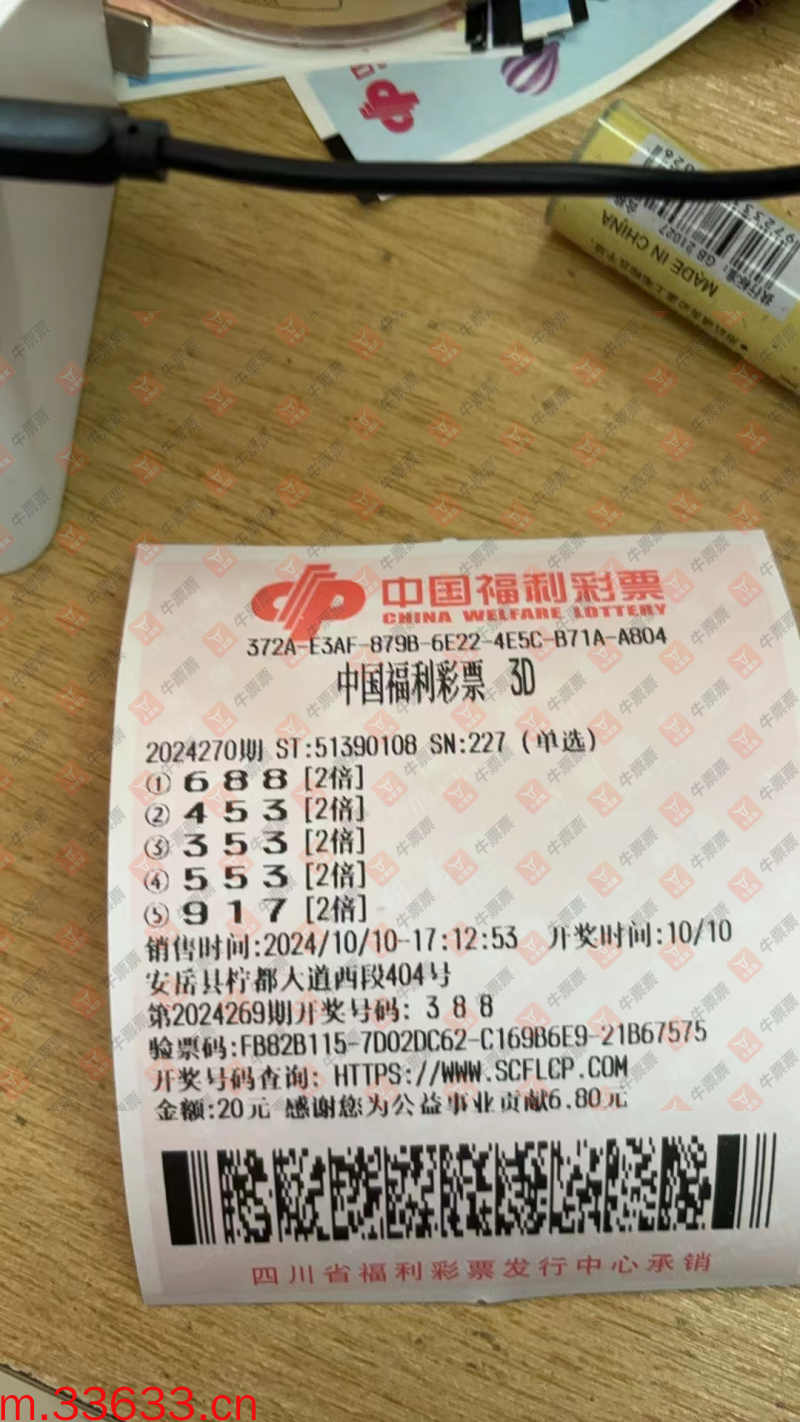 MADE IN CHINA
GB 21027
中国福利彩票
CHINA WELFARE LOTTERY
372A-E3AF-879B-6E22-4E5C-B71A-A804
中国福利彩票 3D
2024270期 ST:51390108 SN:227 (单选)
① 6 8 8 [2倍]
② 4 5 3 [2倍]
③ 3 5 3 [2倍]
④ 5 5 3 [2倍]
⑤ 9 1 7 [2倍]
销售时间:2024/10/10-17:12:53 开奖时间:10/10
安岳县柠都大道西段404号
第2024269期开奖号码: 3 8 8
验票码:FB82B115-7D02DC62-C169B6E9-21B67575
开奖号码查询: HTTPS://WWW.SCFLCP.COM
金额:20元 感谢您为公益事业贡献6.80元
四川省福利彩票发行中心承销
牛票票
m.33633.cn